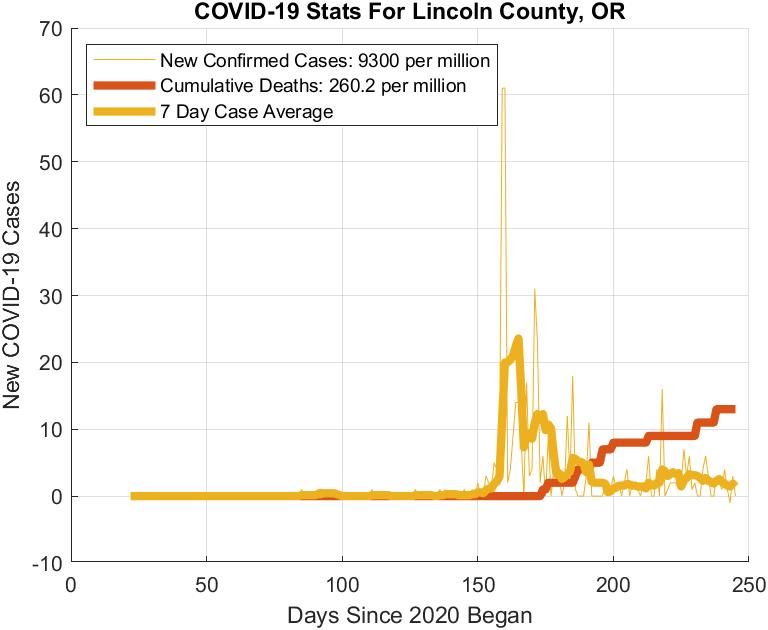 COVID-19 Stats For Lincoln County, OR
70
60
50
40
30
20
10
0
-10
New COVID-19 Cases
New Confirmed Cases: 9300 per million
Cumulative Deaths: 260.2 per million
7 Day Case Average
0 50 100 150 200 250
Days Since 2020 Began